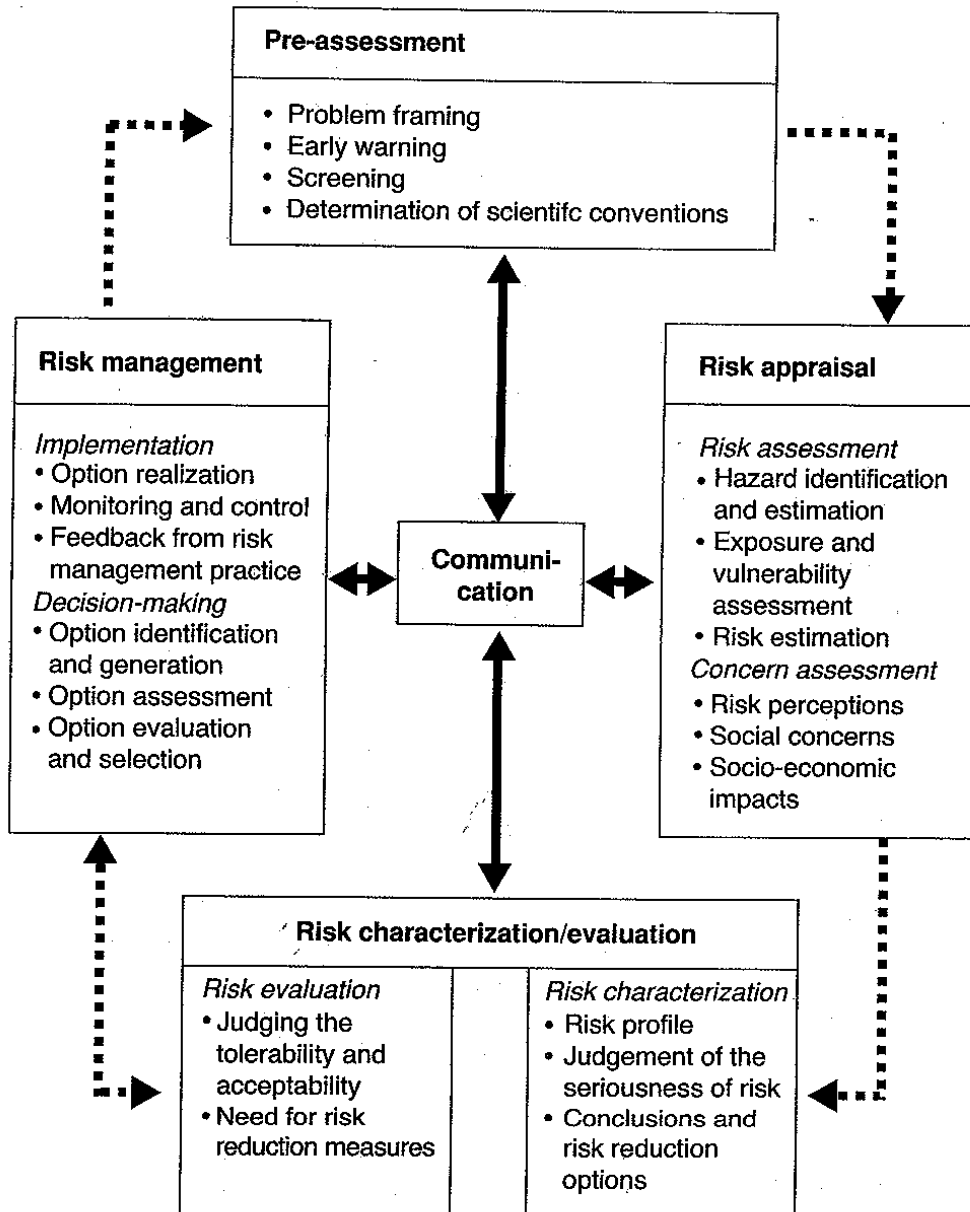 Pre-assessment
• Problem framing
• Early warning
• Screening
• Determination of scientifc conventions
Risk management
Implementation
• Option realization
• Monitoring and control
• Feedback from risk
management practice
Decision-making
• Option identification
and generation
• Option assessment
• Option evaluation
and selection
Communi-
cation
Risk appraisal
Risk assessment
• Hazard identification
and estimation
• Exposure and
vulnerability
assessment
• Risk estimation
Concern assessment
• Risk perceptions
• Social concerns
• Socio-economic
impacts
Risk characterization/evaluation
Risk evaluation
• Judging the
tolerability and
acceptability
• Need for risk
reduction measures
Risk characterization
• Risk profile
• Judgement of the
seriousness of risk
• Conclusions and
risk reduction
options